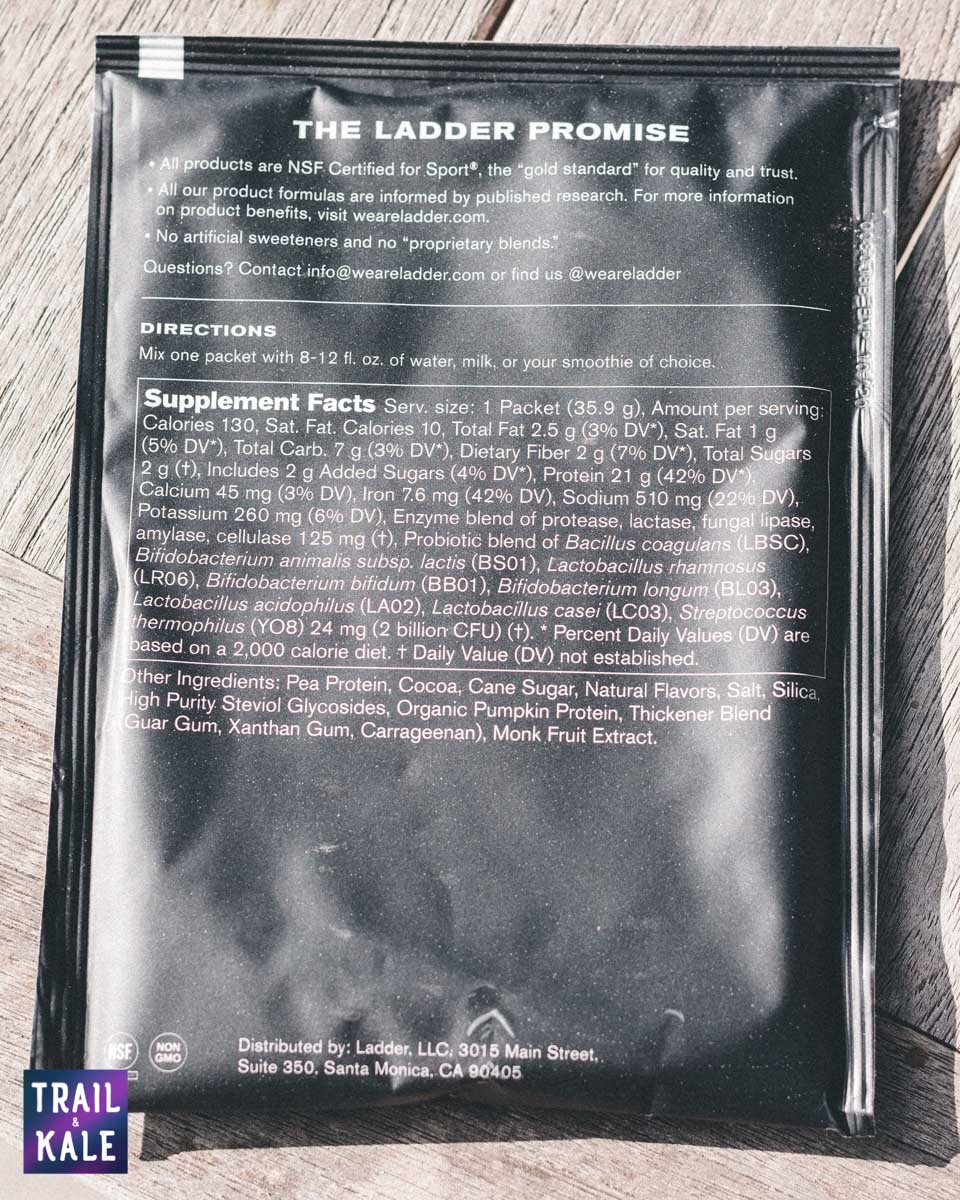 THE LADDER PROMISE
• All products are NSF Certified for Sport®, the “gold standard” for quality and trust.
• All our product formulas are informed by published research. For more information
on product benefits, visit weareladder.com.
• No artificial sweeteners and no “proprietary blends.”
Questions? Contact info@weareladder.com or find us @weareladder
DIRECTIONS
Mix one packet with 8-12 fl. oz. of water, milk, or your smoothie of choice.
Supplement Facts Serv. size: 1 Packet (35.9 g), Amount per serving:
Calories 130, Sat. Fat. Calories 10, Total Fat 2.5 g (3% DV*), Sat. Fat 1 g
(5% DV*), Total Carb. 7 g (3% DV*), Dietary Fiber 2 g (7% DV*), Total Sugars
2 g (†), Includes 2 g Added Sugars (4% DV*), Protein 21 g (42% DV*),
Calcium 45 mg (3% DV), Iron 7.6 mg (42% DV), Sodium 510 mg (22% DV),
Potassium 260 mg (6% DV), Enzyme blend of protease, lactase, fungal lipase,
amylase, cellulase 125 mg (†), Probiotic blend of Bacillus coagulans (LBSC),
Bifidobacterium animalis subsp. lactis (BS01), Lactobacillus rhamnosus
(LR06), Bifidobacterium bifidum (BB01), Bifidobacterium longum (BL03),
Lactobacillus acidophilus (LA02), Lactobacillus casei (LC03), Streptococcus
thermophilus (YO8) 24 mg (2 billion CFU) (†). * Percent Daily Values (DV) are
based on a 2,000 calorie diet. † Daily Value (DV) not established.
Other Ingredients: Pea Protein, Cocoa, Cane Sugar, Natural Flavors, Salt, Silica,
High Purity Steviol Glycosides, Organic Pumpkin Protein, Thickener Blend
(Guar Gum, Xanthan Gum, Carrageenan), Monk Fruit Extract.
NSF
NON
GMO
Distributed by: Ladder, LLC. 3015 Main Street,
Suite 350, Santa Monica, CA 90405
TRAIL
&
KALE